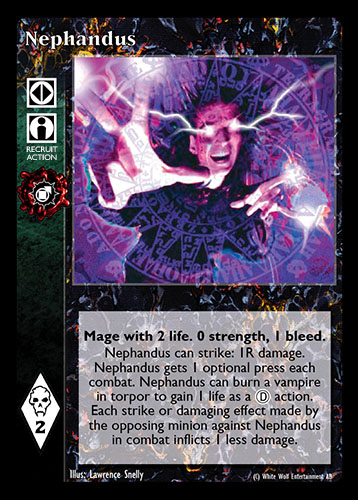 Nephandus
RECRUIT
ACTION
Mage with 2 life. 0 strength, 1 bleed.
Nephandus can strike: 1R damage.
Nephandus gets 1 optional press each
combat. Nephandus can burn a vampire
in torpor to gain 1 life as a Ⓓ action.
Each strike or damaging effect made by
the opposing minion against Nephandus
in combat inflicts 1 less damage.
2
Illus: Lawrence Snelly
(C) White Wolf Entertainment AB